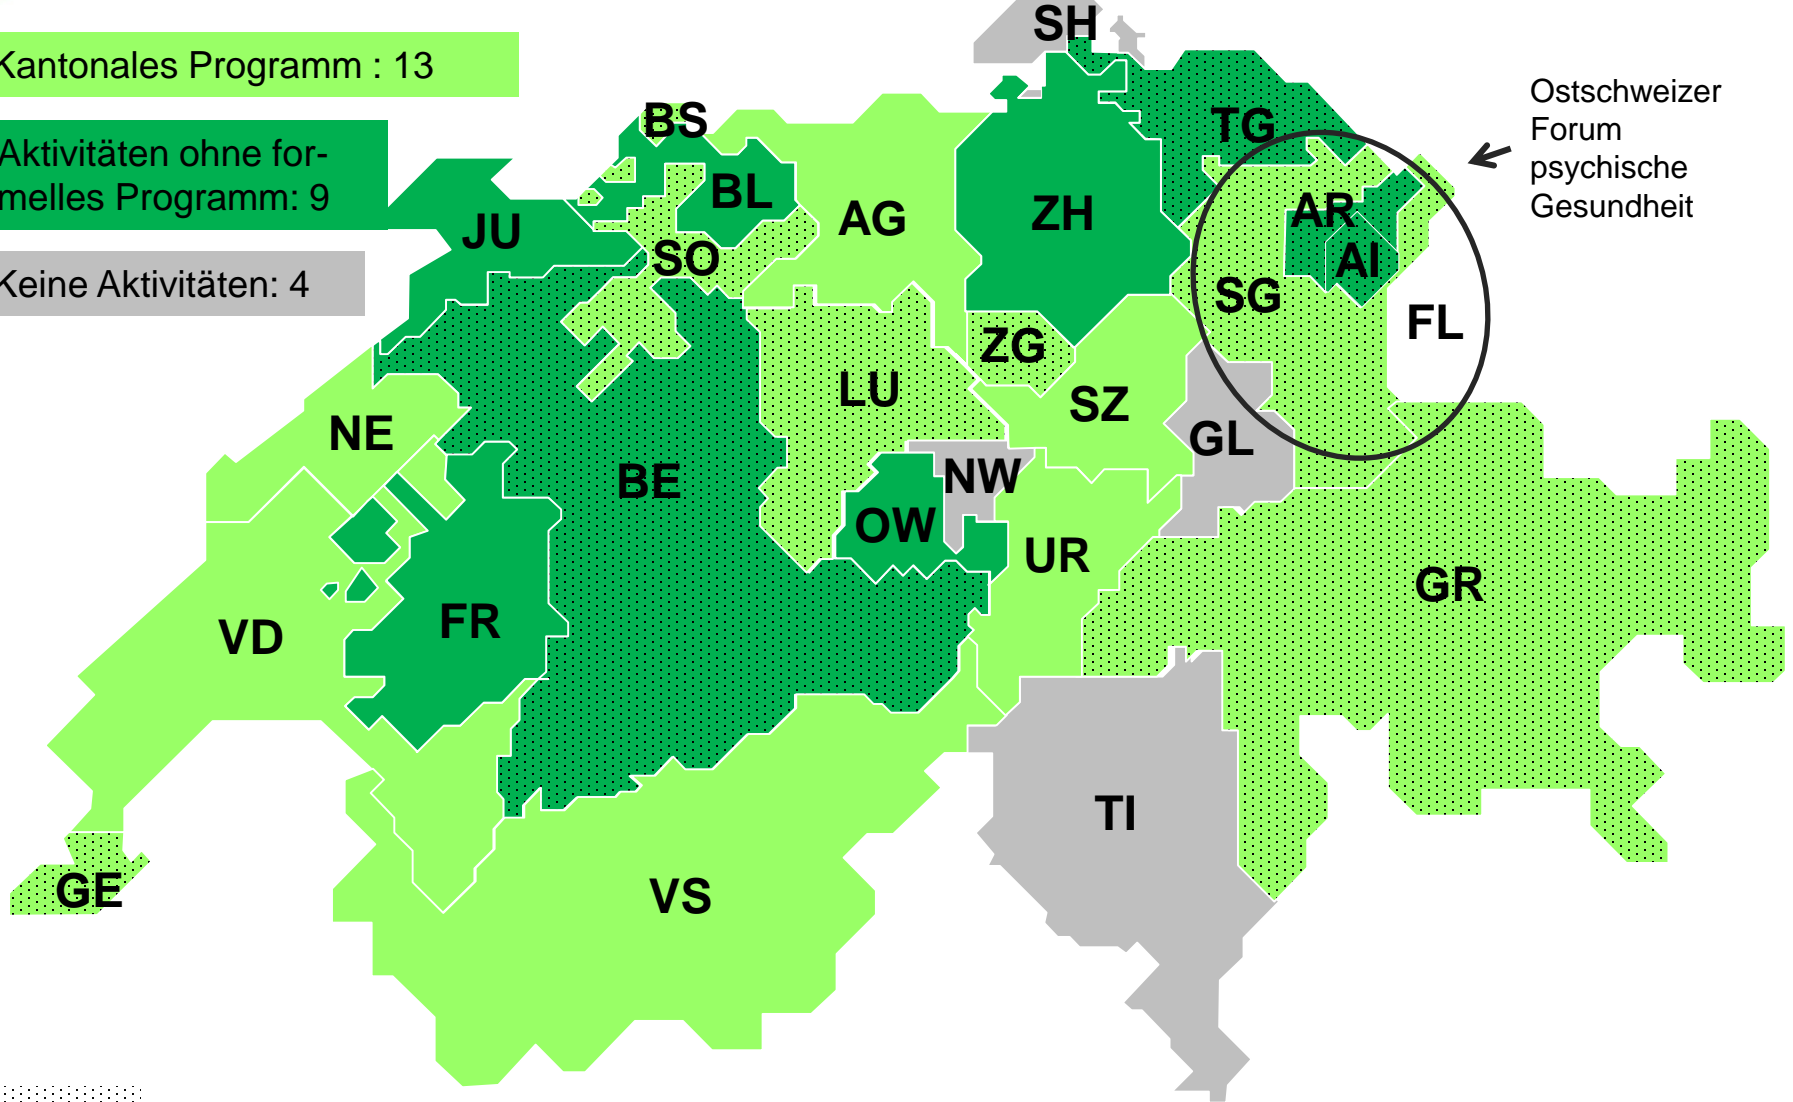 SH
Kantonales Programm : 13
Ostschweizer
Forum
psychische
Gesundheit
BS
TG
Aktivitäten ohne for-
melles Programm: 9
BL
AG
ZH
AR
JU
SO
AI
Keine Aktivitäten: 4
SG
FL
ZG
LU
SZ
NE
GL
BE
NW
OW
UR
GR
FR
VD
TI
GE
VS